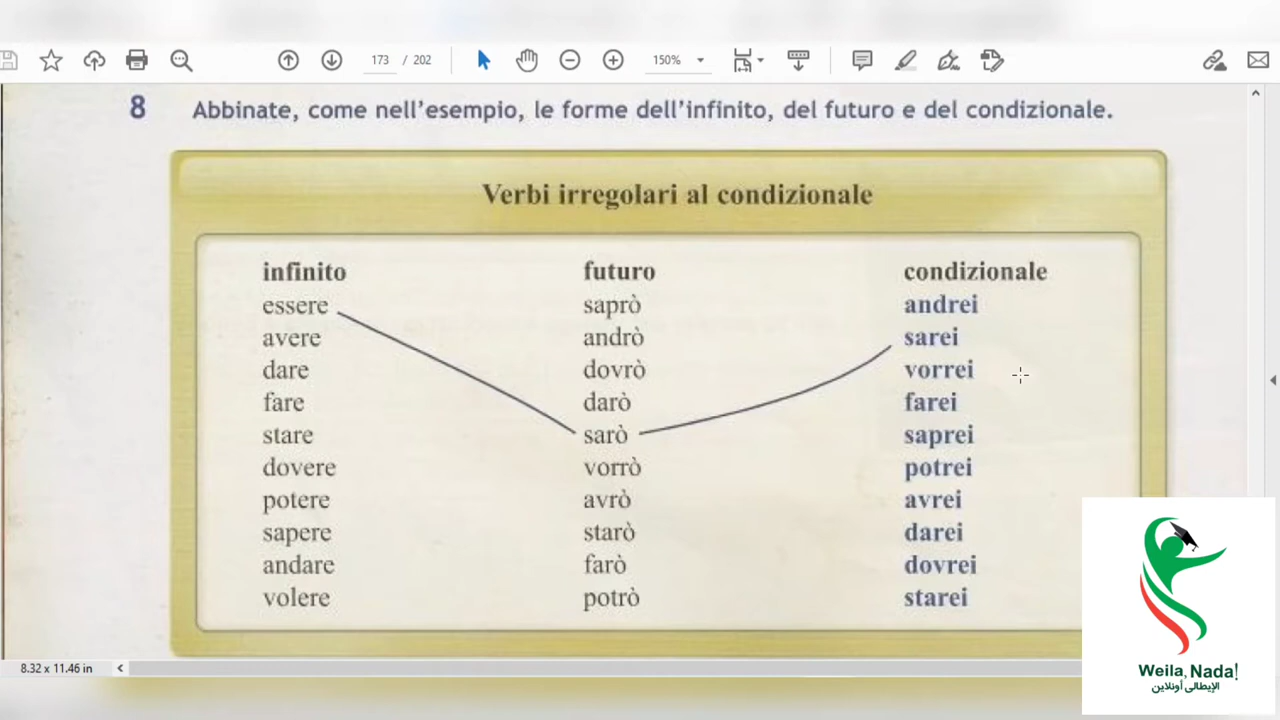 173 / 202
150%
8 Abbinate, come nell'esempio, le forme dell'infinito, del futuro e del condizionale.
Verbi irregolari al condizionale
infinito futuro condizionale
essere saprò andrei
avere andrò sarei
dare dovrò vorrei
fare darò farei
stare sarò saprei
dovere vorrò potrei
potere avrò avrei
sapere starò darei
andare farò dovrei
volere potrò starei
8.32 x 11.46 in
Weila, Nada!
الإيطالى أونلاين